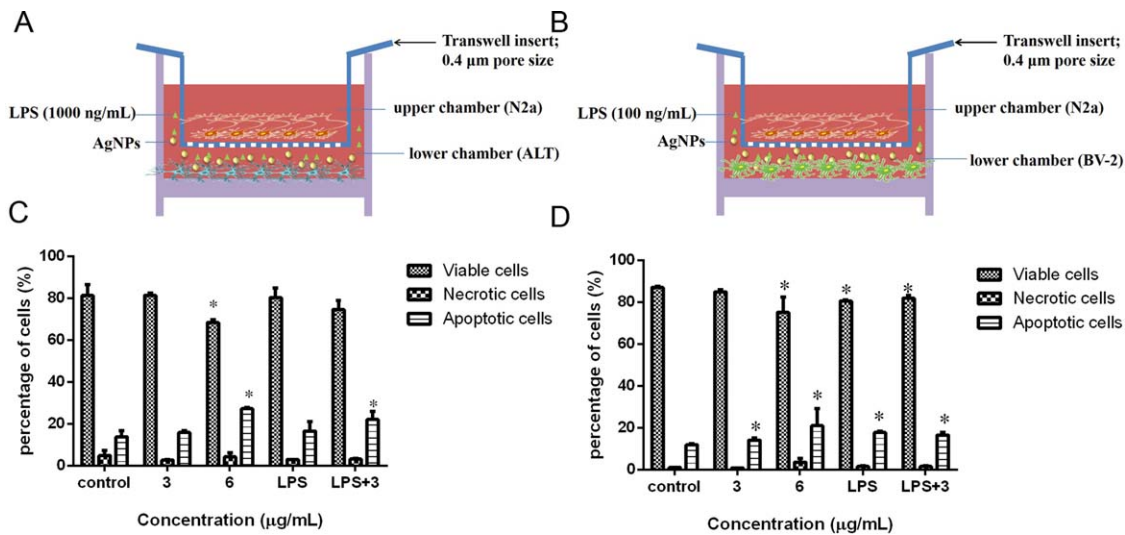 A
Transwell insert;
0.4 µm pore size
LPS (1000 ng/mL)
upper chamber (N2a)
AgNPs
lower chamber (ALT)
B
Transwell insert;
0.4 µm pore size
LPS (100 ng/mL)
upper chamber (N2a)
AgNPs
lower chamber (BV-2)
C
percentage of cells (%)
100
80
60
40
20
0
*
*
*
Viable cells
Necrotic cells
Apoptotic cells
control 3 6 LPS LPS+3
Concentration (µg/mL)
D
percentage of cells (%)
100
80
60
40
20
0
* * *
* * * *
Viable cells
Necrotic cells
Apoptotic cells
control 3 6 LPS LPS+3
Concentration (µg/mL)